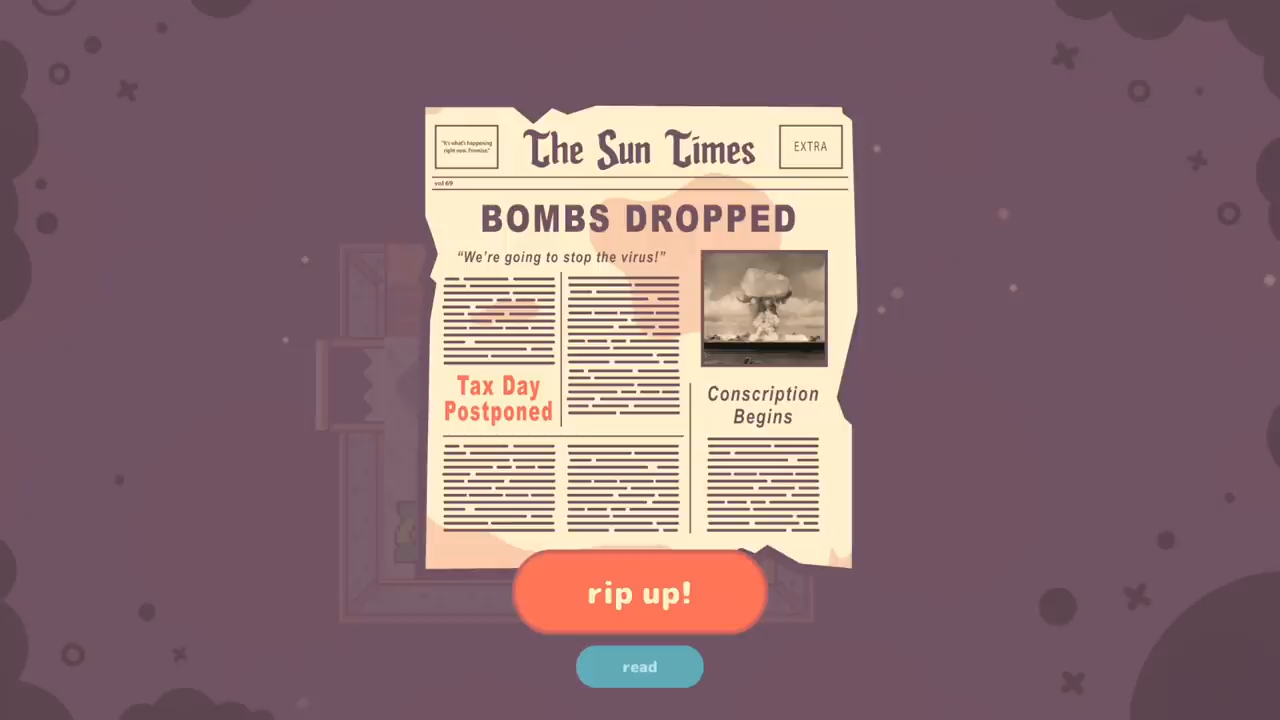 "It's what's happening
right now. Promise."
The Sun Times
EXTRA
vol 69
BOMBS DROPPED
“We’re going to stop the virus!”
Tax Day
Postponed
Conscription
Begins
rip up!
read